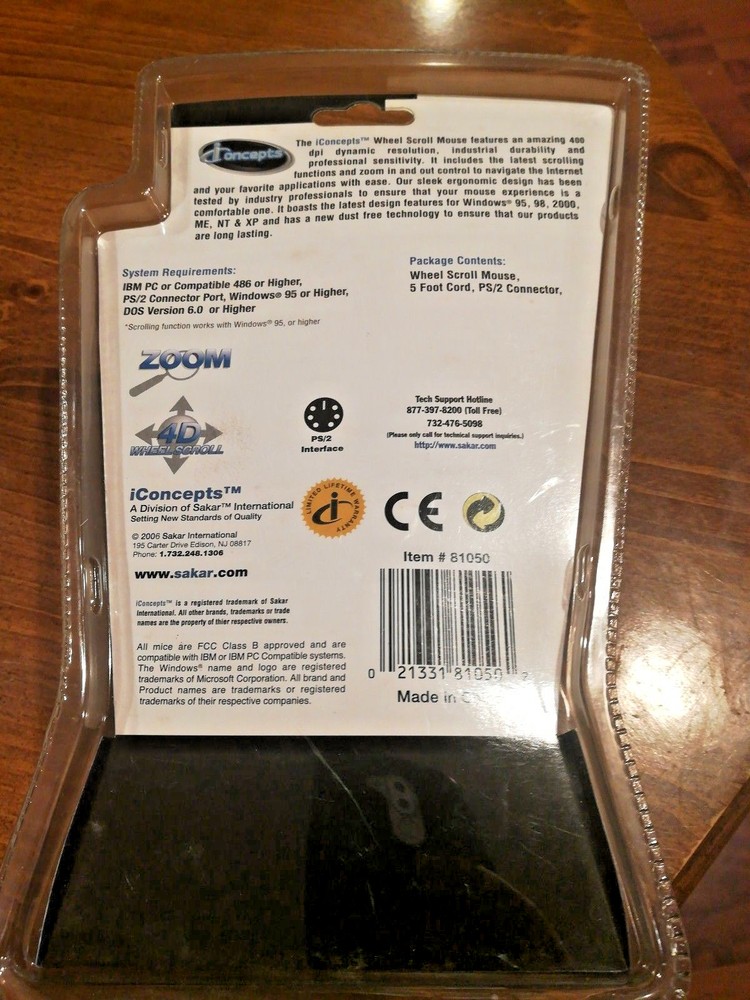 iConcepts
The iConcepts™ Wheel Scroll Mouse features an amazing 400
dpi dynamic resolution, industrial durability and
professional sensitivity. It includes the latest scrolling
functions and zoom in and out control to navigate the Internet
and your favorite applications with ease. Our sleek ergonomic design has been
tested by industry professionals to ensure that your mouse experience is a
comfortable one. It boasts the latest design features for Windows® 95, 98, 2000,
ME, NT & XP and has a new dust free technology to ensure that our products
are long lasting.
System Requirements:
IBM PC or Compatible 486 or Higher,
PS/2 Connector Port, Windows® 95 or Higher,
DOS Version 6.0 or Higher
*Scrolling function works with Windows® 95, or higher
Package Contents:
Wheel Scroll Mouse,
5 Foot Cord, PS/2 Connector,
ZOOM
4D
WHEEL SCROLL
PS/2
Interface
Tech Support Hotline
877-397-8200 (Toll Free)
732-476-5098
(Please only call for technical support inquiries.)
http://www.sakar.com
iConcepts™
A Division of Sakar™ International
Setting New Standards of Quality
LIMITED LIFETIME
WARRANTY
CE
© 2006 Sakar International
195 Carter Drive Edison, NJ 08817
Phone: 1.732.248.1306
www.sakar.com
iConcepts™ is a registered trademark of Sakar
International. All other brands, trademarks or trade
names are the property of thier respective owners.
All mice are FCC Class B approved and are
compatible with IBM or IBM PC Compatible systems.
The Windows® name and logo are registered
trademarks of Microsoft Corporation. All brand and
Product names are trademarks or registered
trademarks of their respective companies.
Item # 81050
0 21331 81050 2
Made in